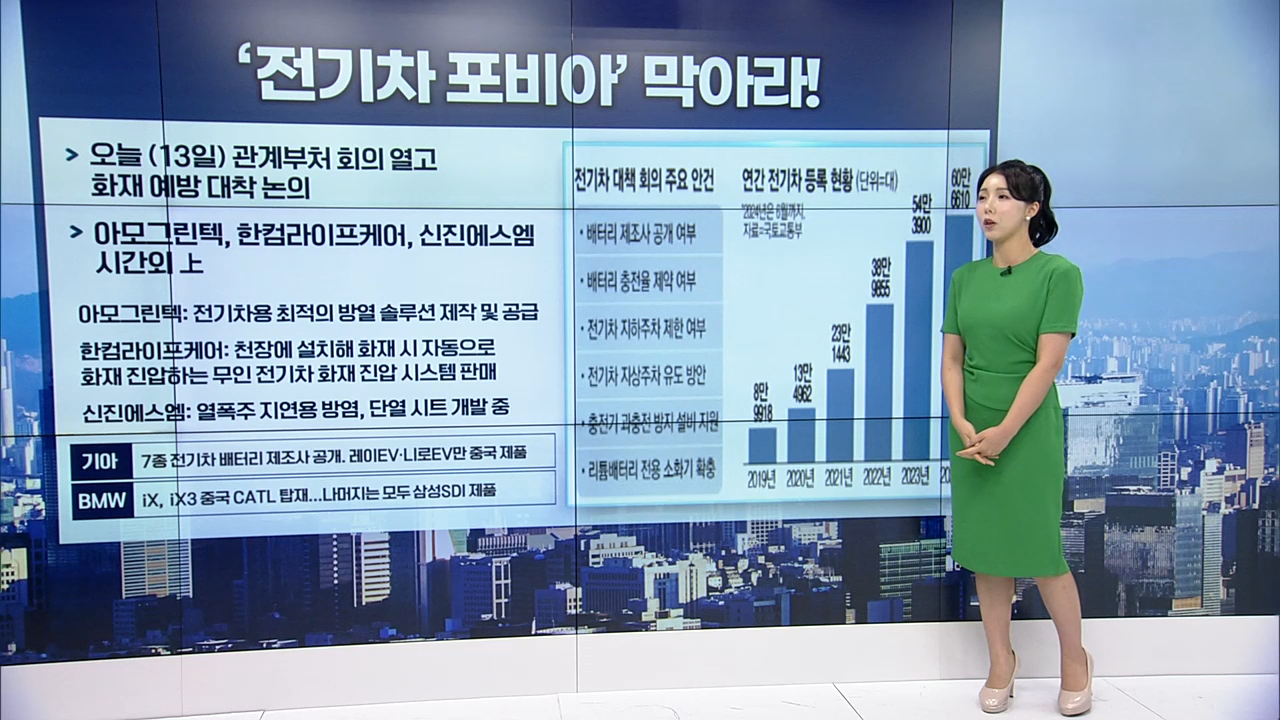 ‘전기차 포비아’ 막아라!
> 오늘 (13일) 관계부처 회의 열고
화재 예방 대착 논의
> 아모그린텍, 한컴라이프케어, 신진에스엠
시간외 上
아모그린텍: 전기차용 최적의 방열 솔루션 제작 및 공급
한컴라이프케어: 천장에 설치해 화재 시 자동으로
화재 진압하는 무인 전기차 화재 진압 시스템 판매
신진에스엠: 열폭주 지연용 방염, 단열 시트 개발 중
기아 7종 전기차 배터리 제조사 공개. 레이EV·니로EV만 중국 제품
BMW iX, iX3 중국 CATL 탑재...나머지는 모두 삼성SDI 제품
전기차 대책 회의 주요 안건
· 배터리 제조사 공개 여부
· 배터리 충전율 제약 여부
· 전기차 지하주차 제한 여부
· 전기차 지상주차 유도 방안
· 충전기 과충전 방지 설비 지원
· 리튬배터리 전용 소화기 확충
연간 전기차 등록 현황 (단위=대)
*2024년은 6월까지.
자료=국토교통부
8만
9918
13만
4962
23만
1443
38만
9855
54만
3900
60만
6610
2019년 2020년 2021년 2022년 2023년 20